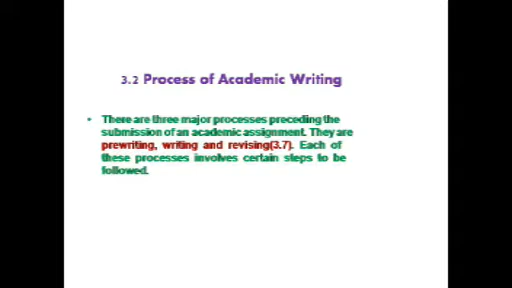 3.2 Process of Academic Writing
• There are three major processes preceding the
submission of an academic assignment. They are
prewriting, writing and revising(3.7). Each of
these processes involves certain steps to be
followed.